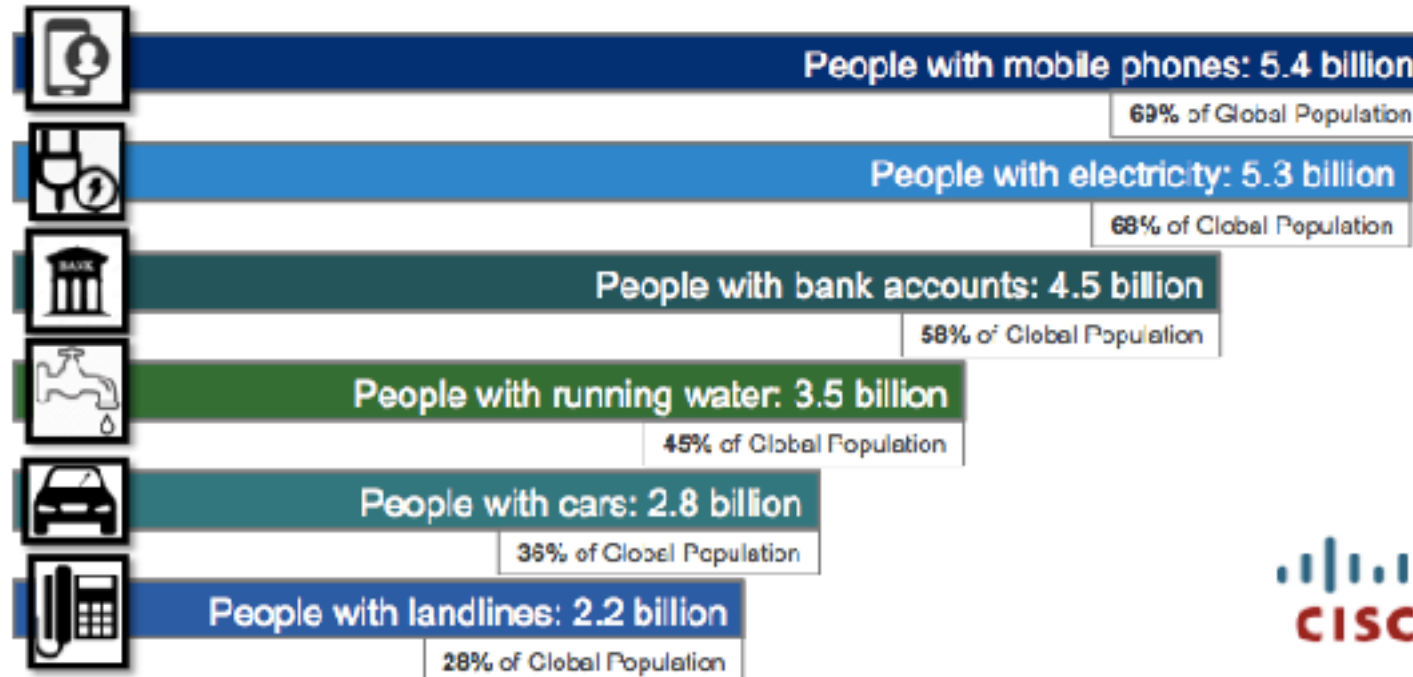 People with mobile phones: 5.4 billion
69% of Global Population
People with electricity: 5.3 billion
68% of Global Population
BANK
People with bank accounts: 4.5 billion
58% of Global Population
People with running water: 3.5 billion
45% of Global Population
People with cars: 2.8 billion
36% of Global Population
People with landlines: 2.2 billion
28% of Global Population
CISC